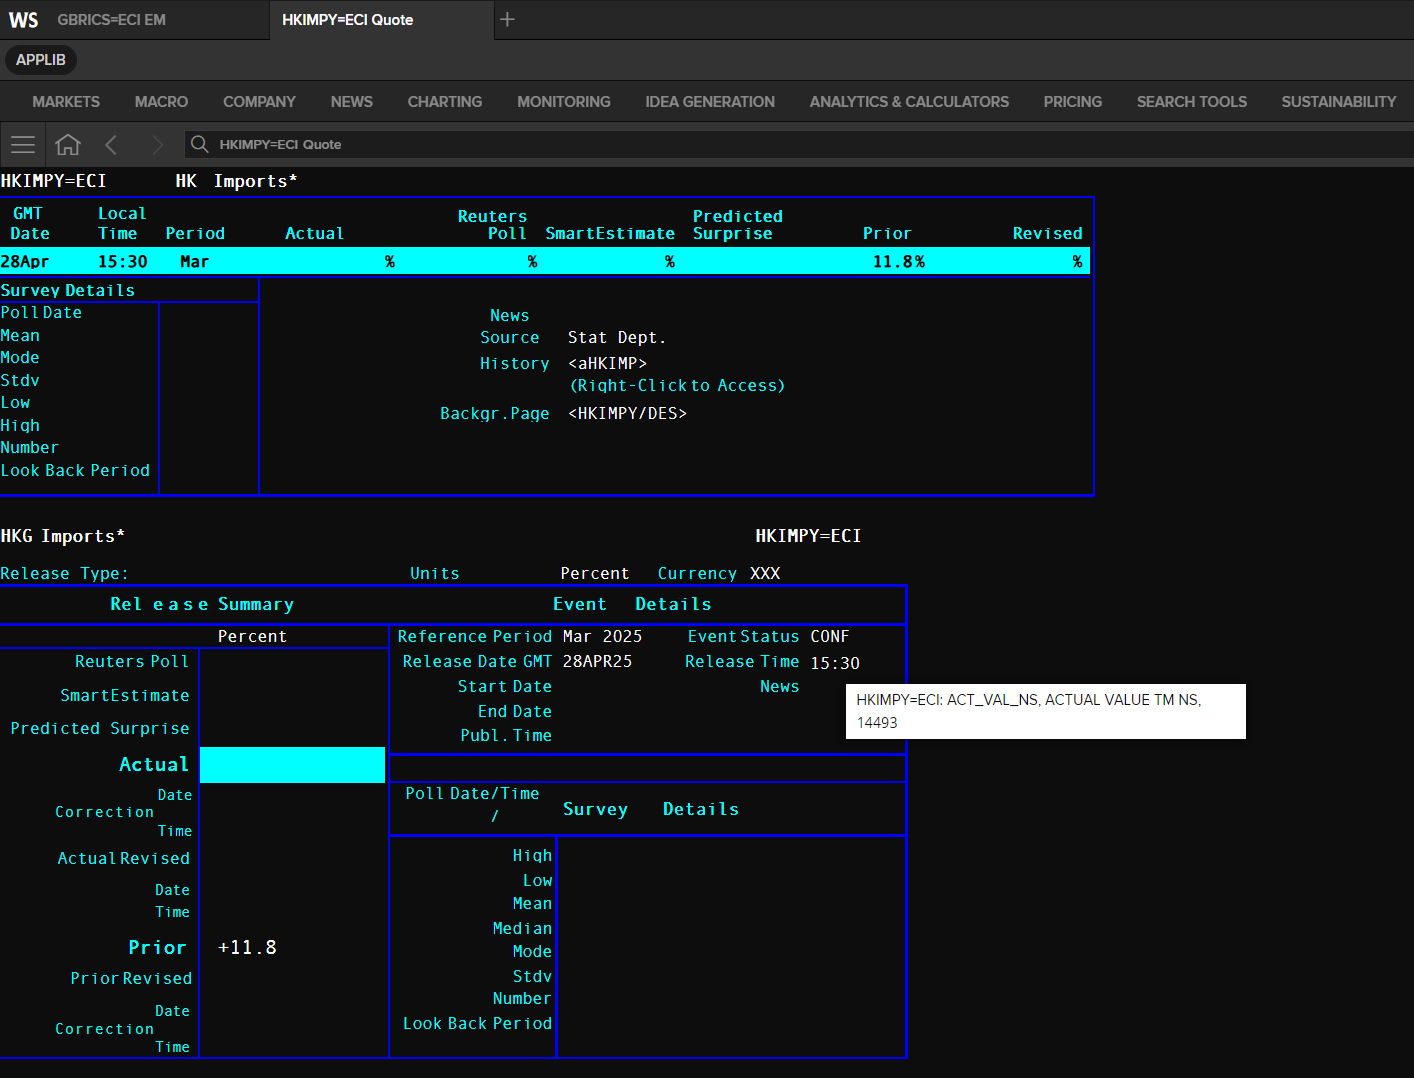 WS GBRICS=ECI EM HKIMPY=ECI Quote +
APPLIB
MARKETS MACRO COMPANY NEWS CHARTING MONITORING IDEA GENERATION ANALYTICS & CALCULATORS PRICING SEARCH TOOLS SUSTAINABILITY
HKIMPY=ECI Quote
HKIMPY=ECI HK Imports*
GMT Date Local Time Period Actual Reuters Poll SmartEstimate Predicted Surprise Prior Revised
28Apr 15:30 Mar % % % 11.8% %
Survey Details
Poll Date
Mean
Mode
Stdv
Low
High
Number
Look Back Period
News
Source Stat Dept.
History <aHKIMP>
(Right-Click to Access)
Backgr.Page <HKIMPY/DES>
HKG Imports* HKIMPY=ECI
Release Type: Units Percent Currency XXX
Release Summary Event Details
Percent
Reference Period Mar 2025 Event Status CONF
Release Date GMT 28APR25 Release Time 15:30
Start Date News
End Date
Publ. Time
HKIMPY=ECI: ACT_VAL_NS, ACTUAL VALUE TM NS,
14493
Reuters Poll
SmartEstimate
Predicted Surprise
Actual
Date
Correction
Time
Actual Revised
Date
Time
Prior +11.8
Prior Revised
Date
Correction
Time
Poll Date/Time
/
Survey Details
High
Low
Mean
Median
Mode
Stdv
Number
Look Back Period